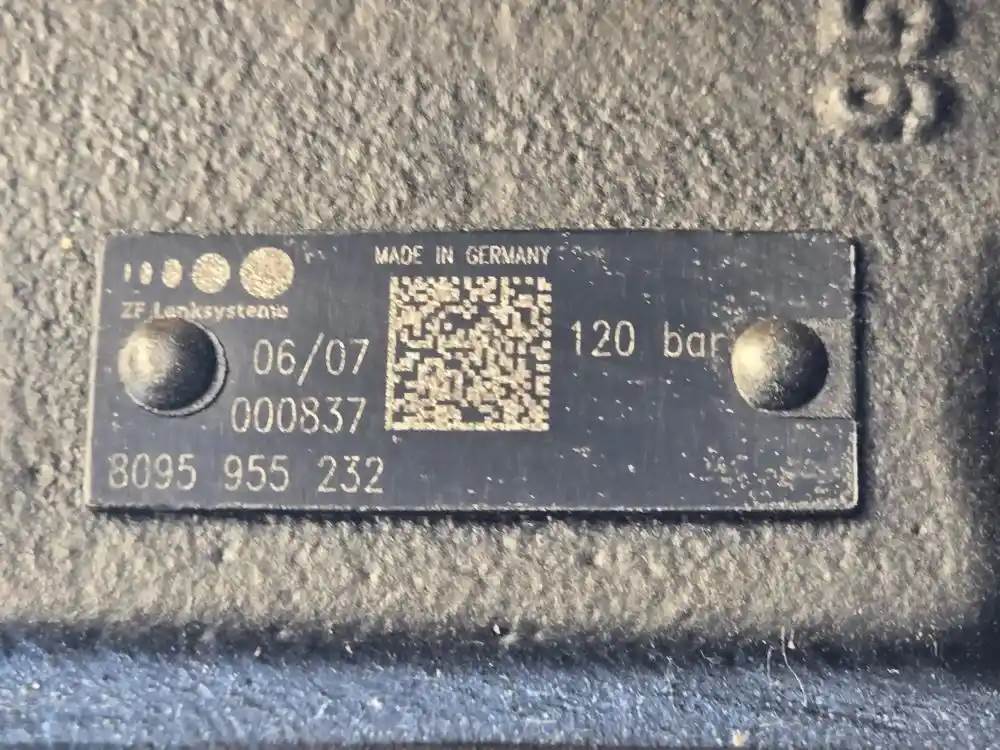 MADE IN GERMANY
ZF Lenksysteme
06/07
120 bar
000837
8095 955 232